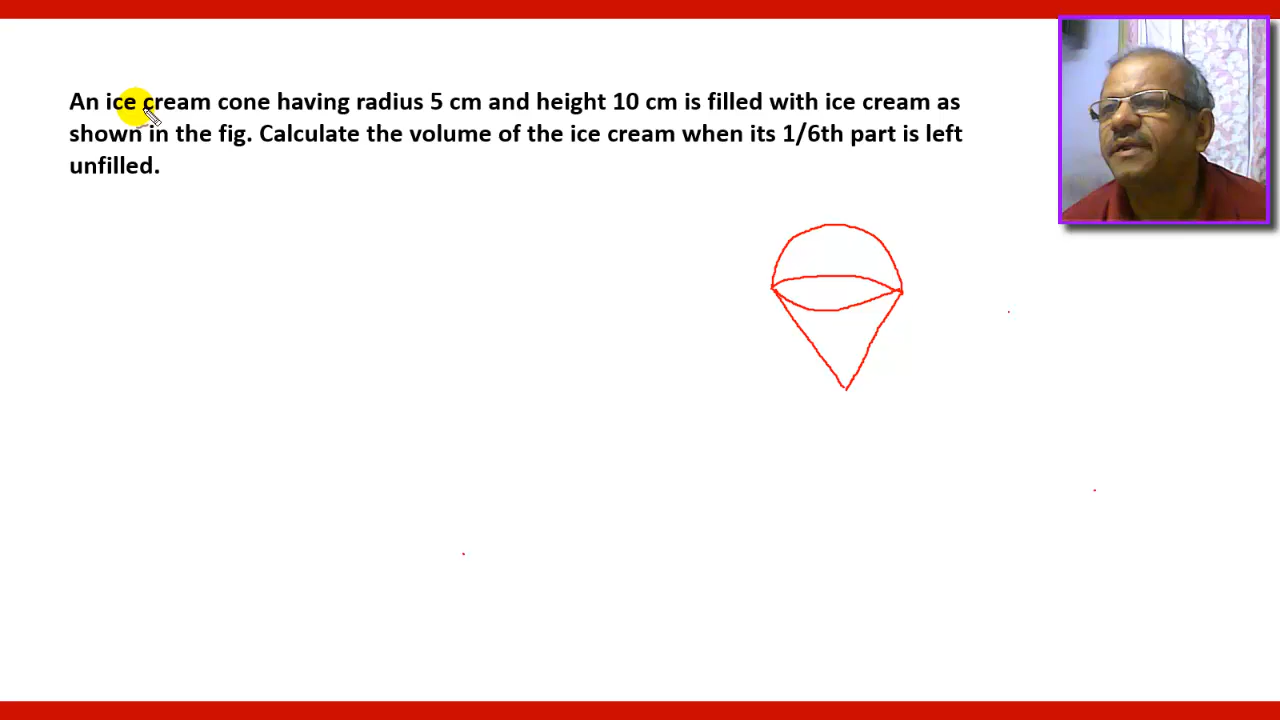 An ice cream cone having radius 5 cm and height 10 cm is filled with ice cream as
shown in the fig. Calculate the volume of the ice cream when its 1/6th part is left
unfilled.